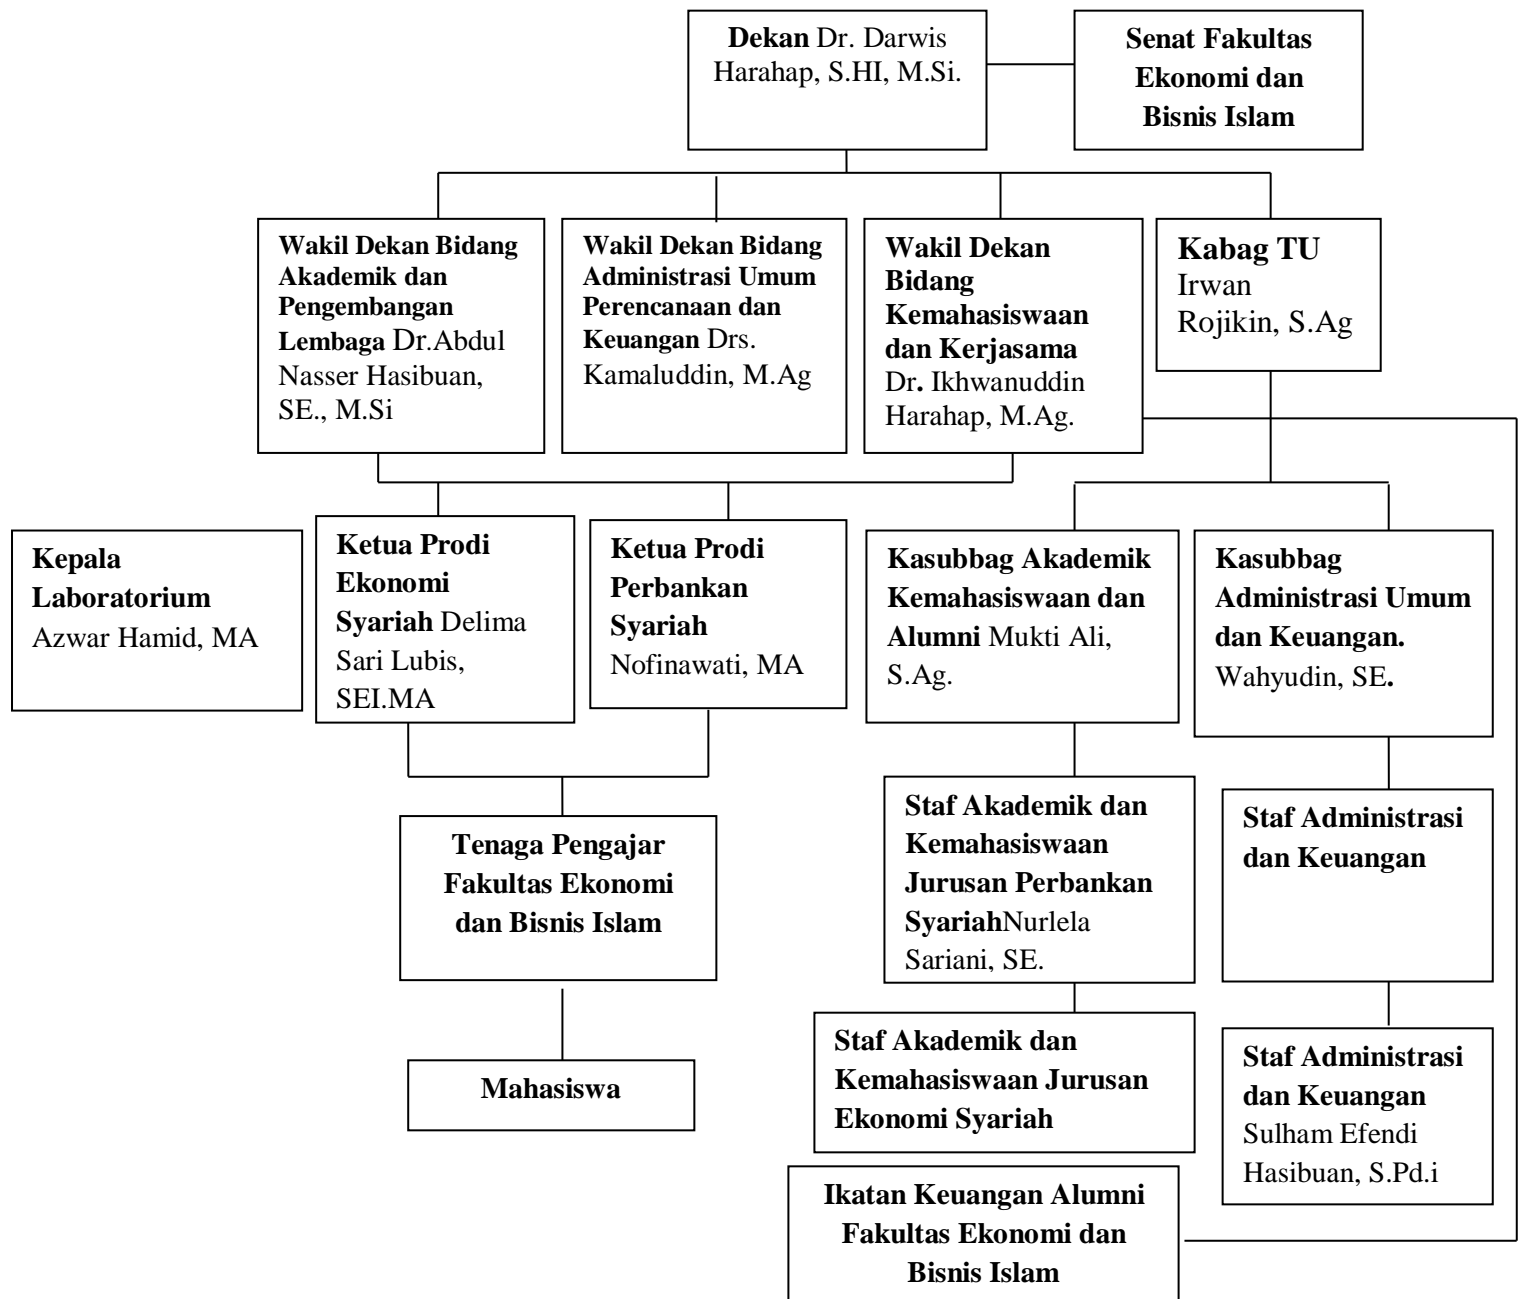 Dekan Dr. Darwis
Harahap, S.HI, M.Si.
Senat Fakultas
Ekonomi dan
Bisnis Islam
Wakil Dekan Bidang
Akademik dan
Pengembangan
Lembaga Dr.Abdul
Nasser Hasibuan,
SE., M.Si
Wakil Dekan Bidang
Administrasi Umum
Perencanaan dan
Keuangan Drs.
Kamaluddin, M.Ag
Wakil Dekan
Bidang
Kemahasiswaan
dan Kerjasama
Dr. Ikhwanuddin
Harahap, M.Ag.
Kabag TU
Irwan
Rojikin, S.Ag
Kepala
Laboratorium
Azwar Hamid, MA
Ketua Prodi
Ekonomi
Syariah Delima
Sari Lubis,
SEI.MA
Ketua Prodi
Perbankan
Syariah
Nofinawati, MA
Kasubbag Akademik
Kemahasiswaan dan
Alumni Mukti Ali,
S.Ag.
Kasubbag
Administrasi Umum
dan Keuangan.
Wahyudin, SE.
Tenaga Pengajar
Fakultas Ekonomi
dan Bisnis Islam
Staf Akademik dan
Kemahasiswaan
Jurusan Perbankan
SyariahNurlela
Sariani, SE.
Staf Administrasi
dan Keuangan
Mahasiswa
Staf Akademik dan
Kemahasiswaan Jurusan
Ekonomi Syariah
Staf Administrasi
dan Keuangan
Sulham Efendi
Hasibuan, S.Pd.i
Ikatan Keuangan Alumni
Fakultas Ekonomi dan
Bisnis Islam